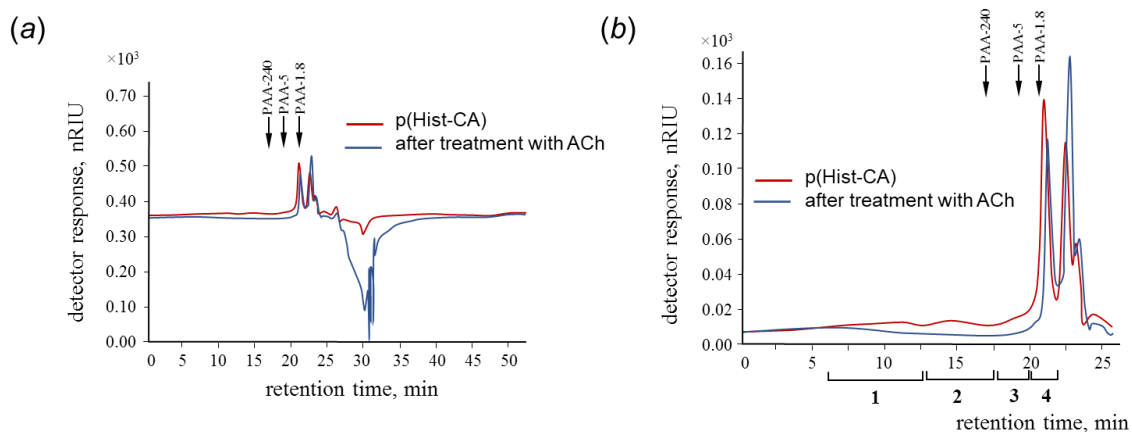 (a)
×10³
PAA-240
PAA-5
PAA-1.8
0.70
0.60
0.50
0.40
0.30
0.20
0.10
0.00
detector response, nRIU
p(Hist-CA)
after treatment with ACh
0 5 10 15 20 25 30 35 40 45 50
retention time, min
(b)
×10³
PAA-240
PAA-5
PAA-1.8
0.16
0.14
0.12
0.10
0.08
0.06
0.04
0.02
0.00
detector response, nRIU
p(Hist-CA)
after treatment with ACh
0 5 10 15 20 25
1 2 3 4
retention time, min